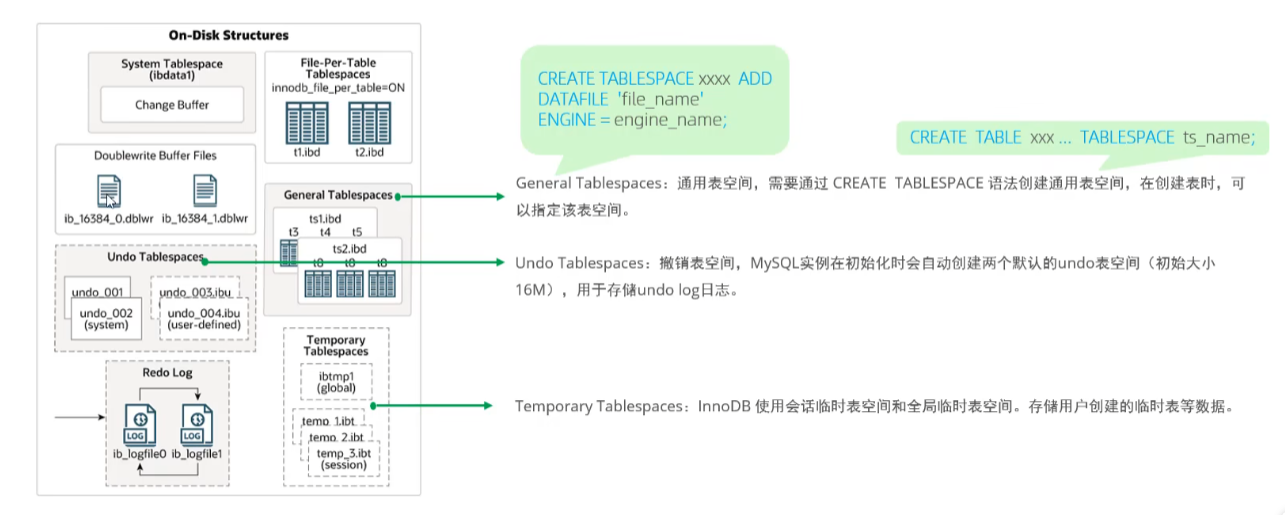 On-Disk Structures
System Tablespace
(ibdata1)
Change Buffer
File-Per-Table
Tablespaces
innodb_file_per_table=ON
t1.ibd t2.ibd
Doublewrite Buffer Files
ib_16384_0.dblwr ib_16384_1.dblwr
General Tablespaces
ts1.ibd
t3 t4 t5
ts2.ibd
Undo Tablespaces
undo_001
undo_002
(system)
undo_003.ibu
undo_004.ibu
(user-defined)
Temporary
Tablespaces
ibtmp1
(global)
temp_1.ibt
temp_2.ibt
temp_3.ibt
(session)
Redo Log
LOG LOG
ib_logfile0 ib_logfile1
CREATE TABLESPACE xxxx ADD
DATAFILE 'file_name'
ENGINE = engine_name;
CREATE TABLE xxx ... TABLESPACE ts_name;
General Tablespaces：通用表空间，需要通过 CREATE TABLESPACE 语法创建通用表空间，在创建表时，可
以指定该表空间。
Undo Tablespaces：撤销表空间，MySQL实例在初始化时会自动创建两个默认的undo表空间（初始大小
16M），用于存储undo log日志。
Temporary Tablespaces：InnoDB 使用会话临时表空间和全局临时表空间。存储用户创建的临时表等数据。